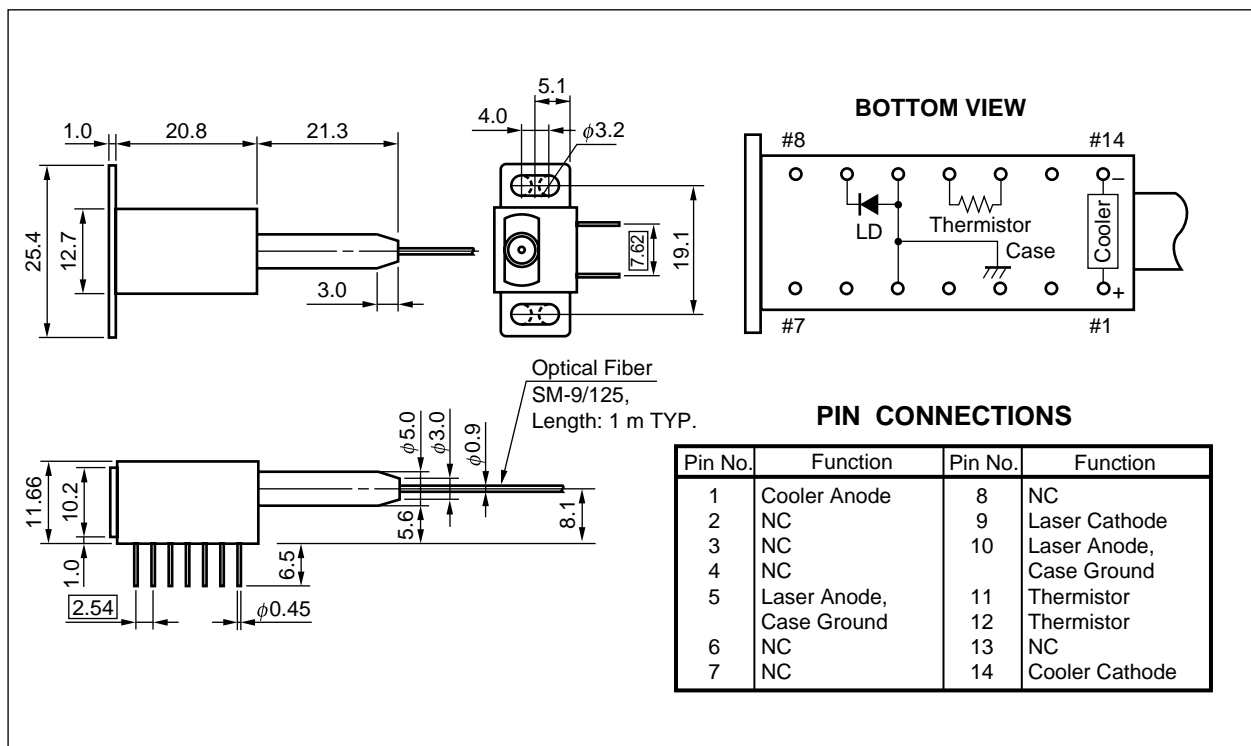 1.0
20.8
21.3
25.4
12.7
3.0
5.1
4.0
φ3.2
7.62
19.1
BOTTOM VIEW
#8
#14
–
LD
Thermistor
Case
Cooler
+
#7
#1
Optical Fiber
SM-9/125,
Length: 1 m TYP.
φ5.0
φ3.0
φ0.9
11.66
10.2
1.0
5.6
8.1
6.5
2.54
φ0.45
PIN CONNECTIONS
Pin No. Function Pin No. Function
1 Cooler Anode 8 NC
2 NC 9 Laser Cathode
3 NC 10 Laser Anode,
4 NC Case Ground
5 Laser Anode, 11 Thermistor
Case Ground 12 Thermistor
6 NC 13 NC
7 NC 14 Cooler Cathode